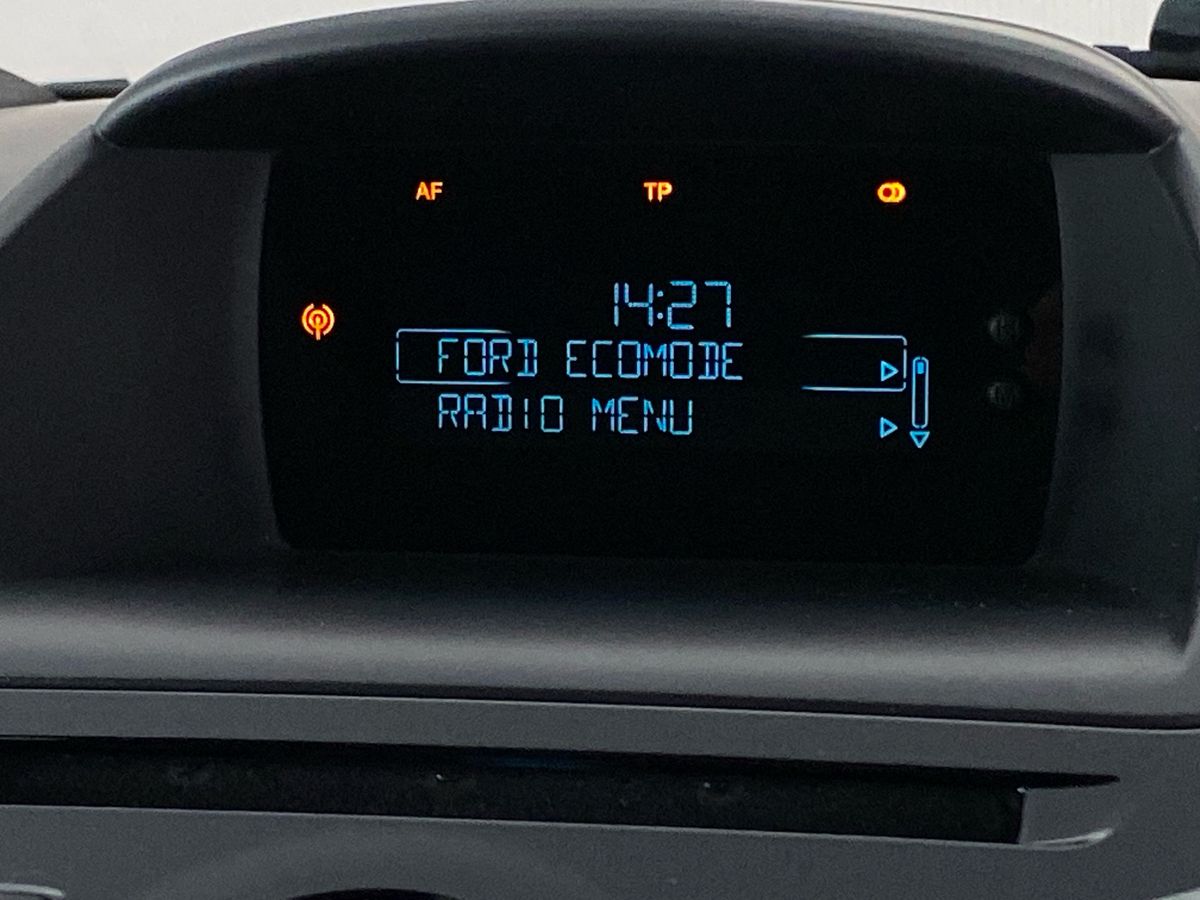 AF TP
14:27
FORD ECOMODE
RADIO MENU